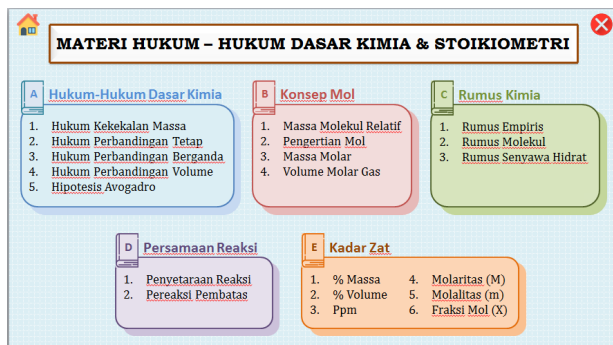 MATERI HUKUM – HUKUM DASAR KIMIA & STOIKIOMETRI
A Hukum-Hukum Dasar Kimia
1. Hukum Kekekalan Massa
2. Hukum Perbandingan Tetap
3. Hukum Perbandingan Berganda
4. Hukum Perbandingan Volume
5. Hipotesis Avogadro
B Konsep Mol
1. Massa Molekul Relatif
2. Pengertian Mol
3. Massa Molar
4. Volume Molar Gas
C Rumus Kimia
1. Rumus Empiris
2. Rumus Molekul
3. Rumus Senyawa Hidrat
D Persamaan Reaksi
1. Penyetaraan Reaksi
2. Pereaksi Pembatas
E Kadar Zat
1. % Massa
2. % Volume
3. Ppm
4. Molaritas (M)
5. Molalitas (m)
6. Fraksi Mol (X)